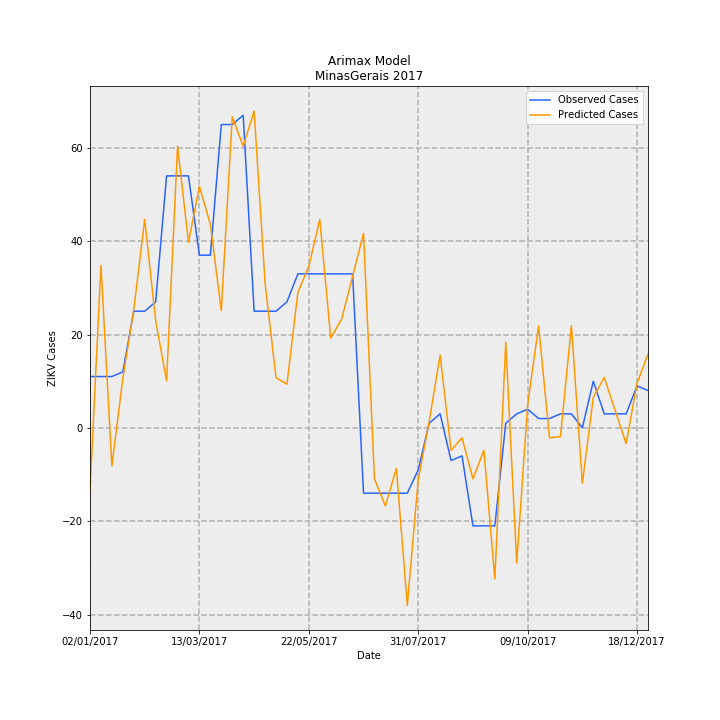 Arimax Model
MinasGerais 2017
Observed Cases
Predicted Cases
ZIKV Cases
60
40
20
0
−20
−40
02/01/2017
13/03/2017
22/05/2017
31/07/2017
09/10/2017
18/12/2017
Date